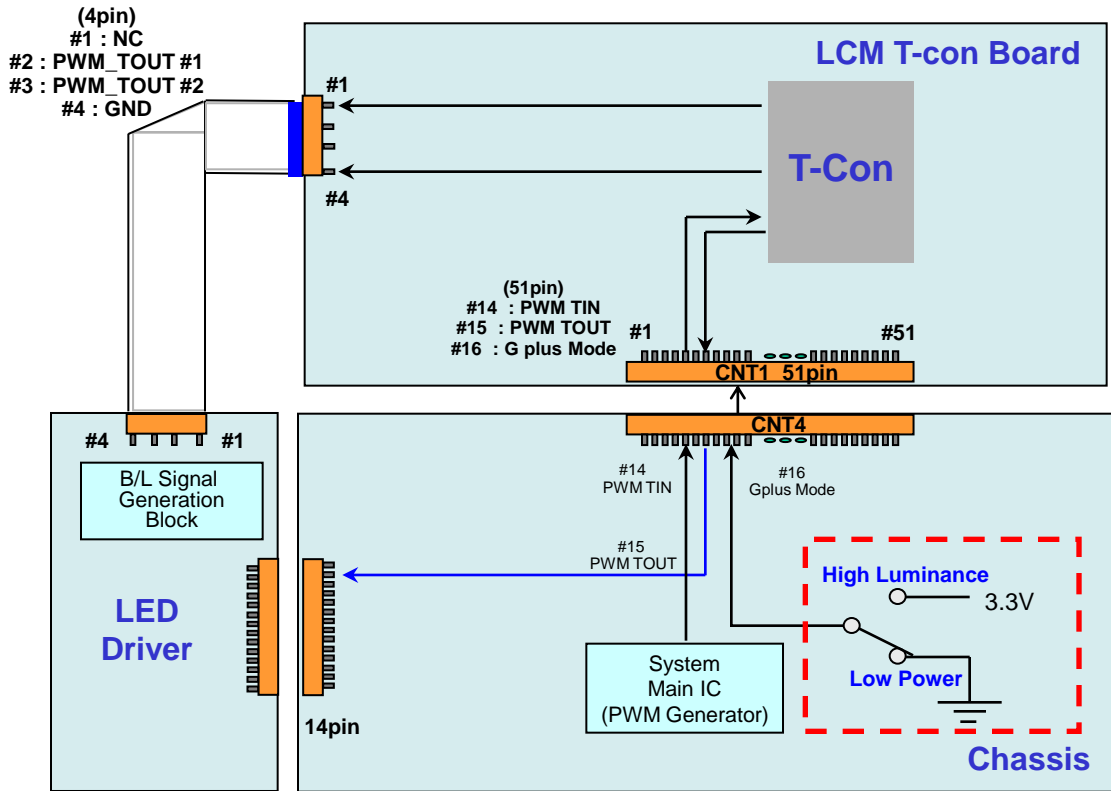 (4pin)
#1 : NC
#2 : PWM_TOUT #1
#3 : PWM_TOUT #2
#4 : GND
LCM T-con Board
#1
#4
T-Con
(51pin)
#14 : PWM TIN
#15 : PWM TOUT
#16 : G plus Mode
#1
#51
CNT1 51pin
CNT4
#4
#1
B/L Signal
Generation
Block
#14
PWM TIN
#16
Gplus Mode
#15
PWM TOUT
LED
Driver
14pin
System
Main IC
(PWM Generator)
High Luminance
3.3V
Low Power
Chassis